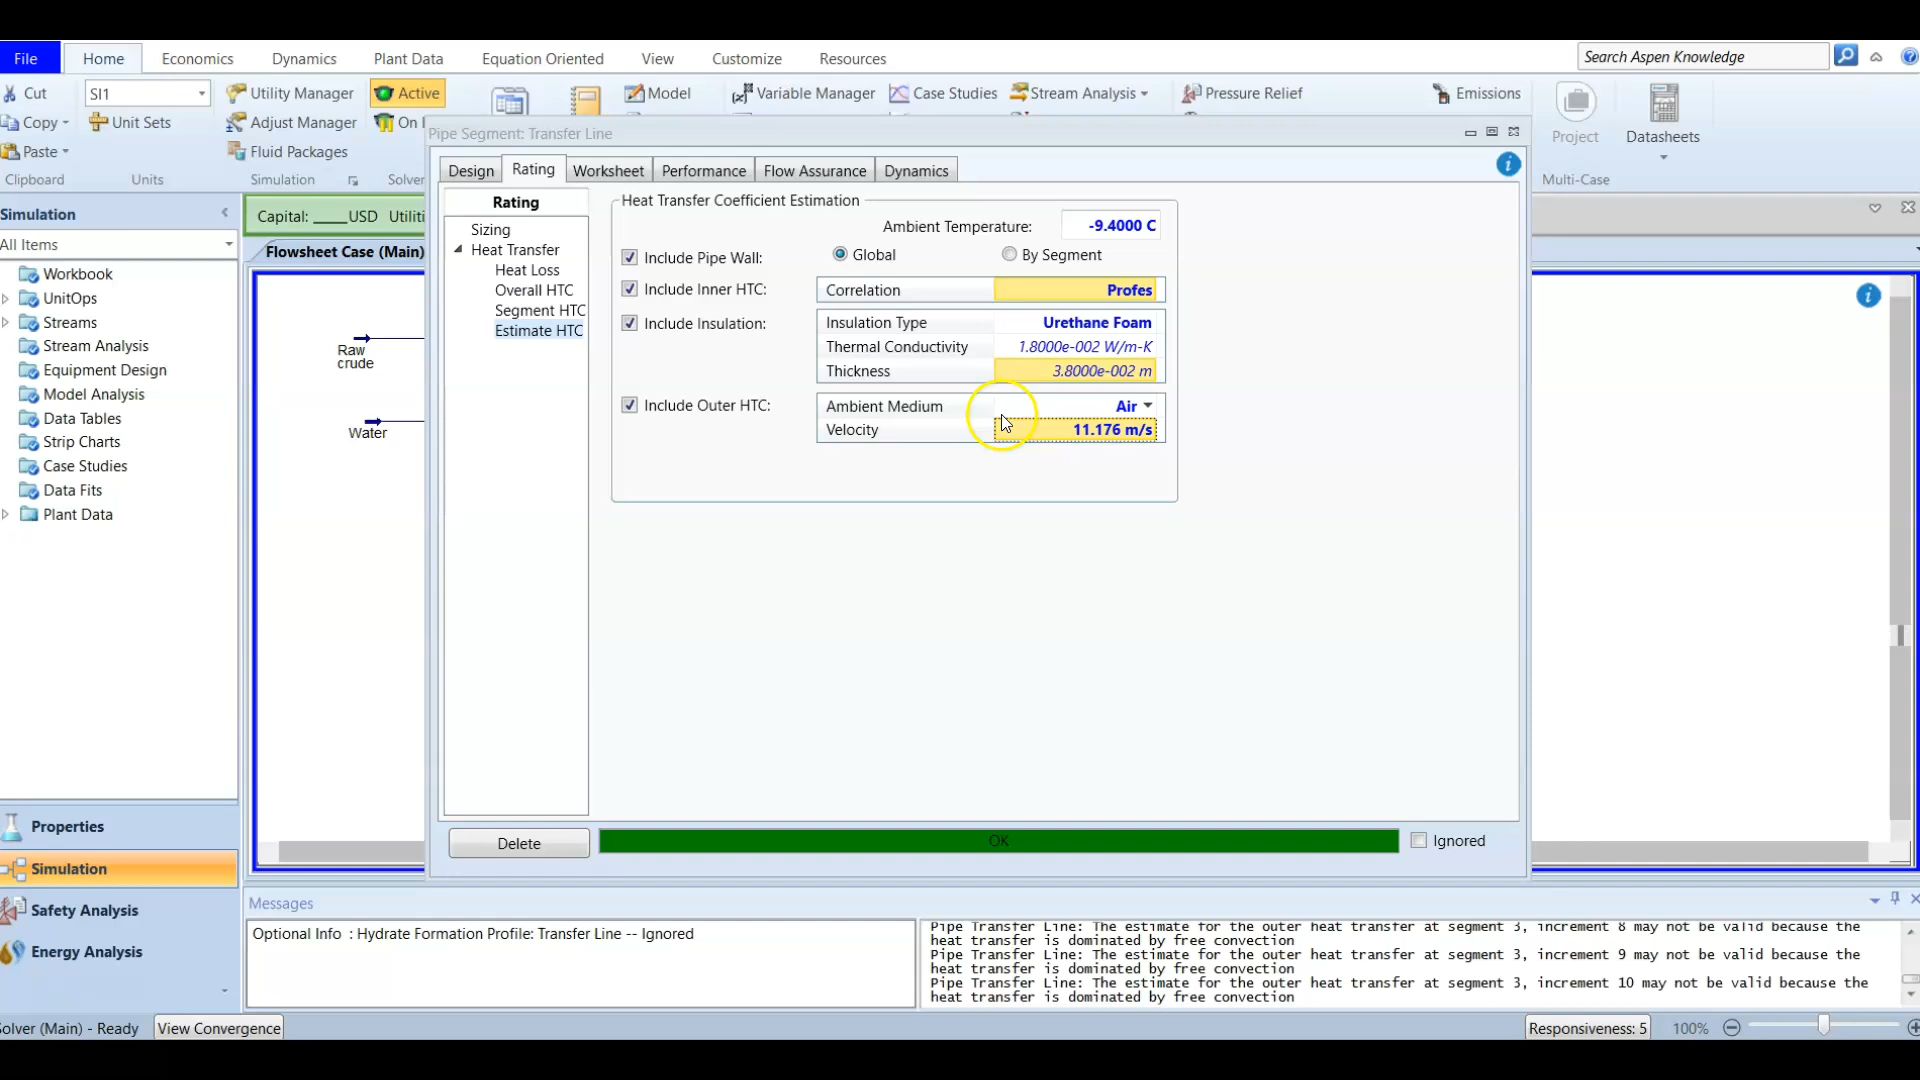 File
Home
Economics
Dynamics
Plant Data
Equation Oriented
View
Customize
Resources
Search Aspen Knowledge
Cut
Copy
Paste
Clipboard
SI1
Unit Sets
Units
Utility Manager
Adjust Manager
Fluid Packages
Simulation
Active
On
Solver
Model
Variable Manager
Case Studies
Stream Analysis
Pressure Relief
Emissions
Project
Datasheets
Multi-Case
Simulation
All Items
Workbook
UnitOps
Streams
Stream Analysis
Equipment Design
Model Analysis
Data Tables
Strip Charts
Case Studies
Data Fits
Plant Data
Properties
Simulation
Safety Analysis
Energy Analysis
Capital: ____USD Utiliti
Flowsheet Case (Main)
Raw
crude
Water
Pipe Segment: Transfer Line
Design
Rating
Worksheet
Performance
Flow Assurance
Dynamics
Rating
Sizing
Heat Transfer
Heat Loss
Overall HTC
Segment HTC
Estimate HTC
Heat Transfer Coefficient Estimation
Ambient Temperature: -9.4000 C
Include Pipe Wall: Global By Segment
Include Inner HTC: Correlation Profes
Include Insulation: Insulation Type Urethane Foam
Thermal Conductivity 1.8000e-002 W/m-K
Thickness 3.8000e-002 m
Include Outer HTC: Ambient Medium Air
Velocity 11.176 m/s
Delete
OK
Ignored
Messages
Optional Info : Hydrate Formation Profile: Transfer Line -- Ignored
Pipe Transfer Line: The estimate for the outer heat transfer at segment 3, increment 8 may not be valid because the
heat transfer is dominated by free convection
Pipe Transfer Line: The estimate for the outer heat transfer at segment 3, increment 9 may not be valid because the
heat transfer is dominated by free convection
Pipe Transfer Line: The estimate for the outer heat transfer at segment 3, increment 10 may not be valid because the
heat transfer is dominated by free convection
Solver (Main) - Ready
View Convergence
Responsiveness: 5
100%